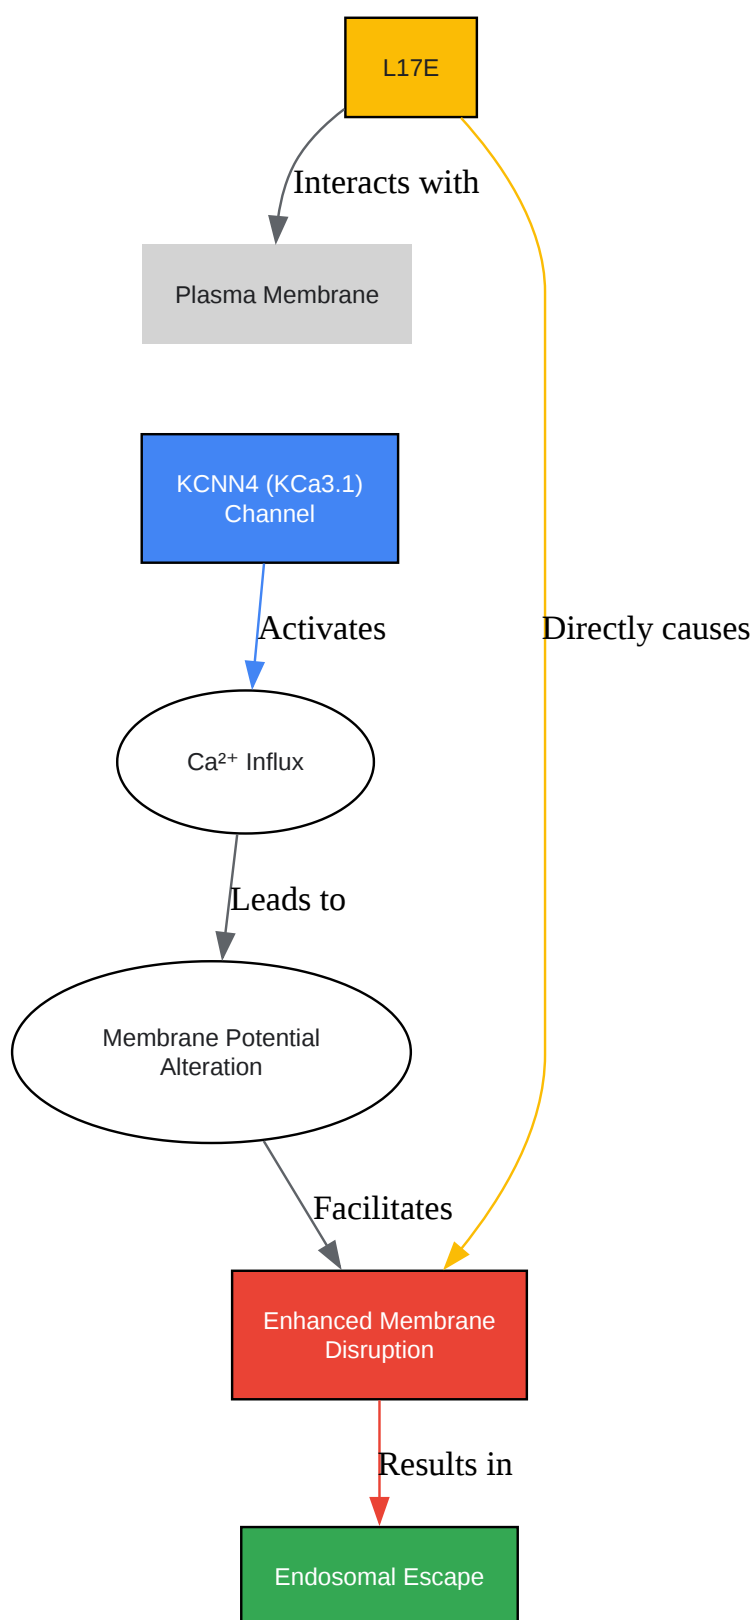 L17E
Interacts with
Plasma Membrane
KCNN4 (KCa3.1)
Channel
Activates
Directly causes
Ca²⁺ Influx
Leads to
Membrane Potential
Alteration
Facilitates
Enhanced Membrane
Disruption
Results in
Endosomal Escape